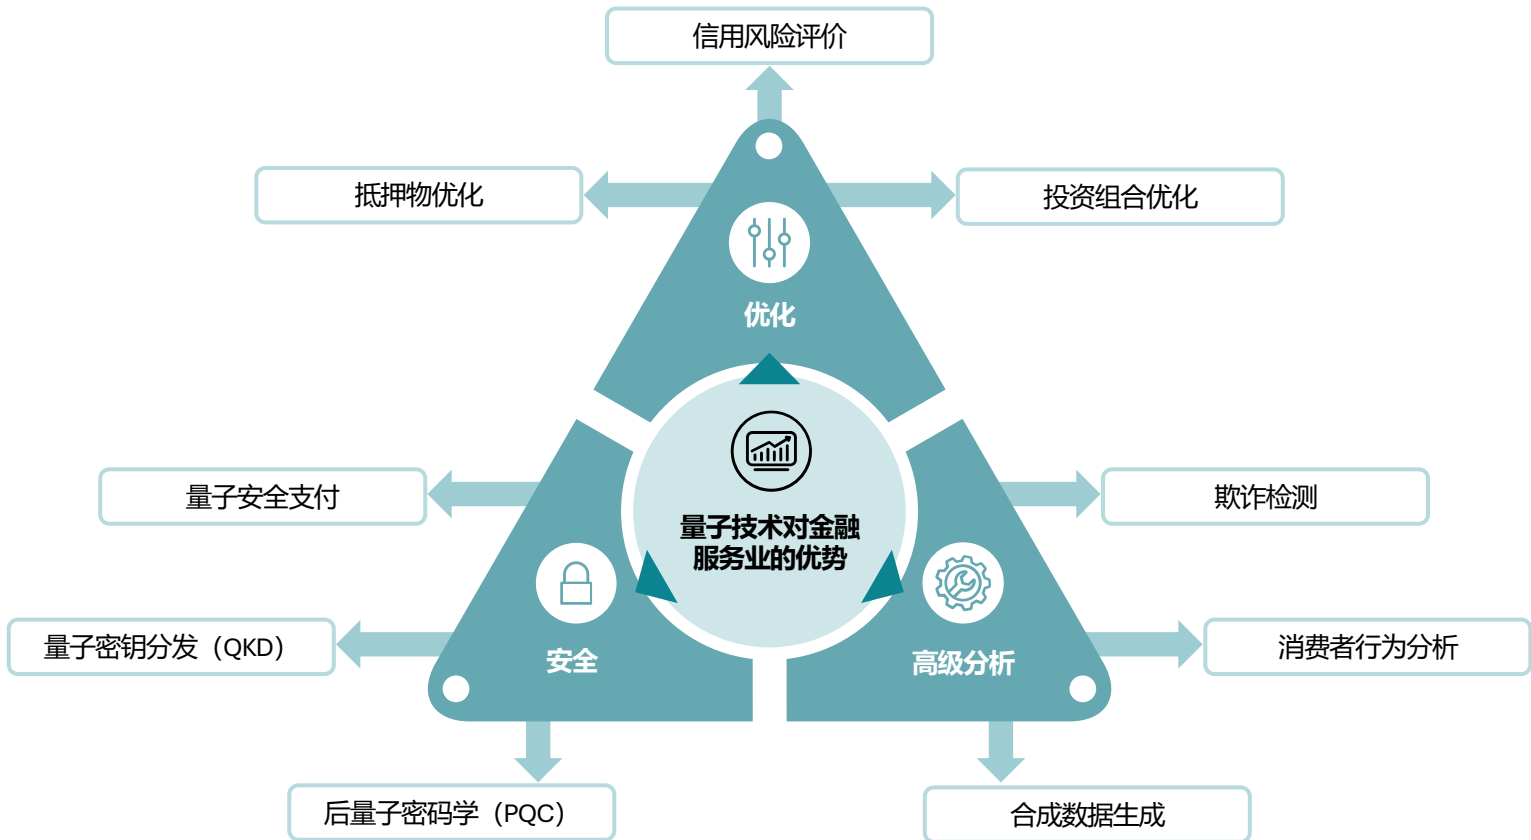 信用风险评价
抵押物优化
投资组合优化
优化
量子技术对金融
服务业的优势
量子安全支付
欺诈检测
量子密钥分发（QKD）
安全
高级分析
消费者行为分析
后量子密码学（PQC）
合成数据生成